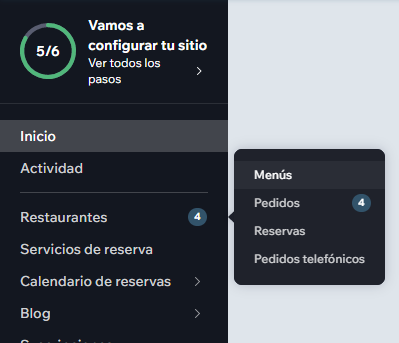 5/6
Vamos a
configurar tu sitio
Ver todos los
pasos
Inicio
Actividad
Restaurantes 4
Servicios de reserva
Calendario de reservas
Blog
Menús
Pedidos 4
Reservas
Pedidos telefónicos